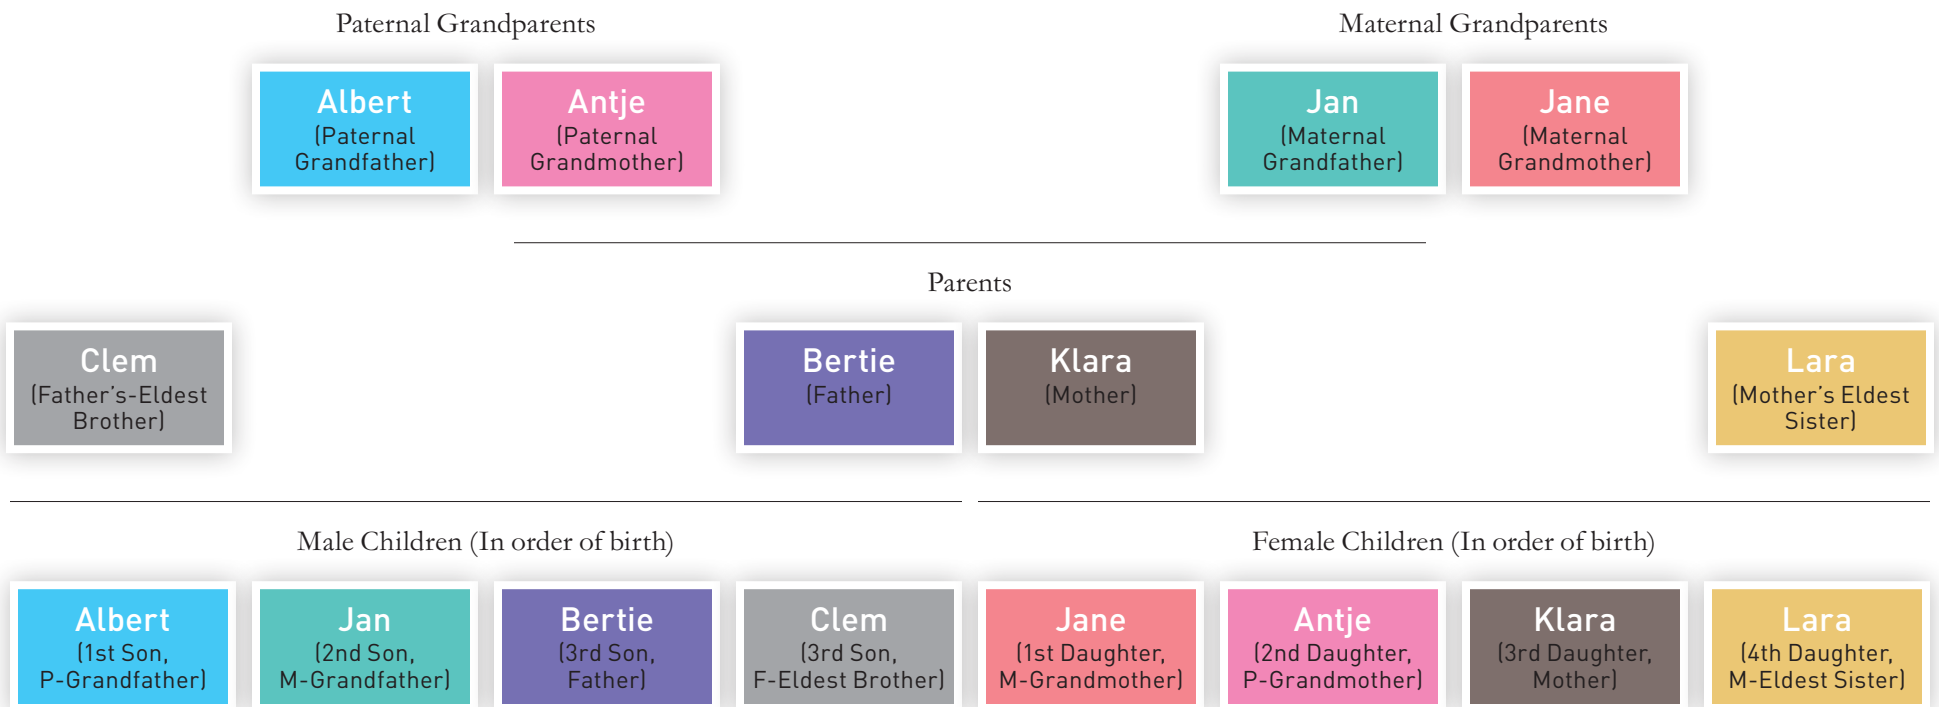 Paternal Grandparents
Maternal Grandparents
Albert
(Paternal
Grandfather)
Antje
(Paternal
Grandmother)
Jan
(Maternal
Grandfather)
Jane
(Maternal
Grandmother)
Parents
Clem
(Father's-Eldest
Brother)
Bertie
(Father)
Klara
(Mother)
Lara
(Mother's Eldest
Sister)
Male Children (In order of birth)
Female Children (In order of birth)
Albert
(1st Son,
P-Grandfather)
Jan
(2nd Son,
M-Grandfather)
Bertie
(3rd Son,
Father)
Clem
(3rd Son,
F-Eldest Brother)
Jane
(1st Daughter,
M-Grandmother)
Antje
(2nd Daughter,
P-Grandmother)
Klara
(3rd Daughter,
Mother)
Lara
(4th Daughter,
M-Eldest Sister)